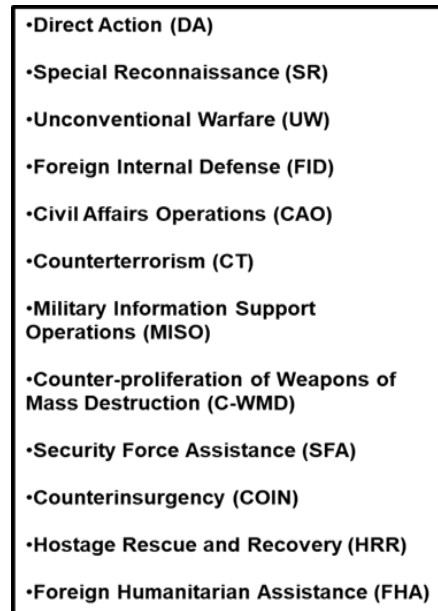 •Direct Action (DA)
•Special Reconnaissance (SR)
•Unconventional Warfare (UW)
•Foreign Internal Defense (FID)
•Civil Affairs Operations (CAO)
•Counterterrorism (CT)
•Military Information Support
Operations (MISO)
•Counter-proliferation of Weapons of
Mass Destruction (C-WMD)
•Security Force Assistance (SFA)
•Counterinsurgency (COIN)
•Hostage Rescue and Recovery (HRR)
•Foreign Humanitarian Assistance (FHA)